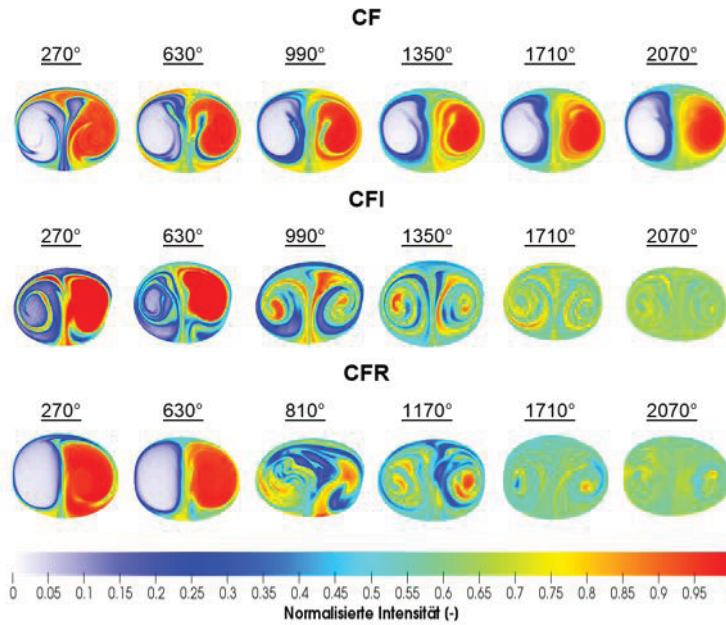 CF
270° 630° 990° 1350° 1710° 2070°
CFI
270° 630° 990° 1350° 1710° 2070°
CFR
270° 630° 810° 1170° 1710° 2070°
0 0.05 0.1 0.15 0.2 0.25 0.3 0.35 0.4 0.45 0.5 0.55 0.6 0.65 0.7 0.75 0.8 0.85 0.9 0.95 1
Normalisierte Intensität (-)